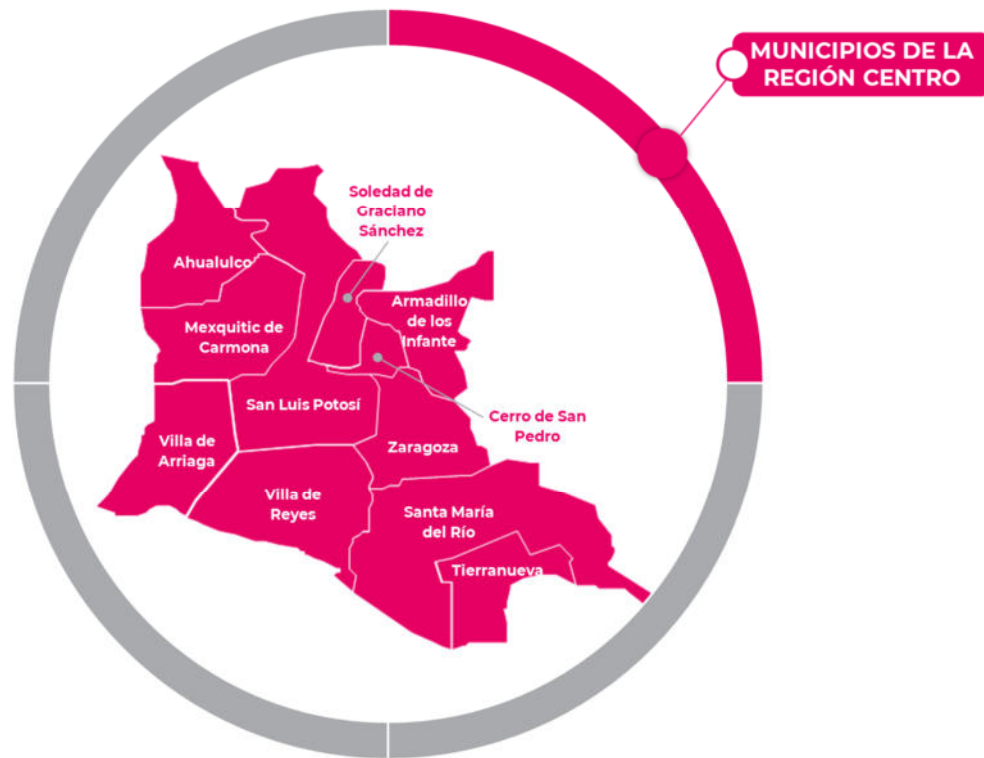 MUNICIPIOS DE LA
REGIÓN CENTRO
Soledad de
Graciano
Sánchez
Ahualulco
Armadillo
de los
Infante
Mexquitic de
Carmona
San Luis Potosí
Cerro de San
Pedro
Villa de
Arriaga
Zaragoza
Villa de
Reyes
Santa María
del Río
Tierranueva